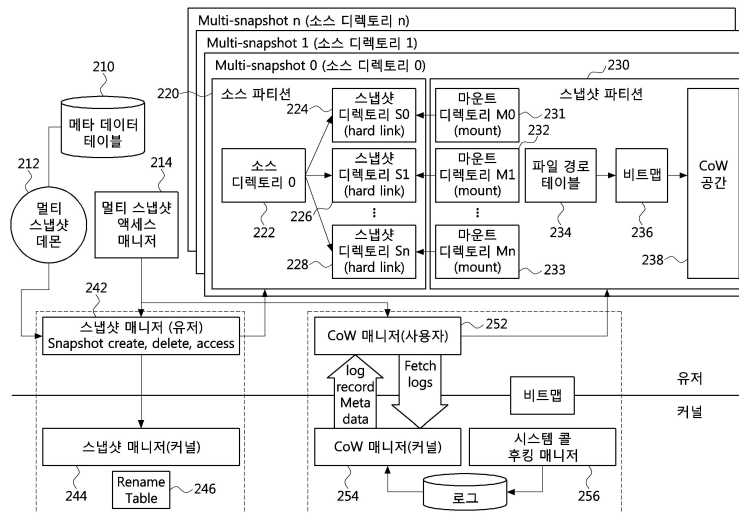 Multi-snapshot n (소스 디렉토리 n)
Multi-snapshot 1 (소스 디렉토리 1)
Multi-snapshot 0 (소스 디렉토리 0)
210
메타 데이터
테이블
212
멀티
스냅샷
데몬
214
멀티 스냅샷
액세스
매니저
220
소스 파티션
소스
디렉토리 0
222
224
스냅샷
디렉토리 S0
(hard link)
226
스냅샷
디렉토리 S1
(hard link)
...
228
스냅샷
디렉토리 Sn
(hard link)
230
스냅샷 파티션
마운트
디렉토리 M0
(mount)
231
232
마운트
디렉토리 M1
(mount)
...
마운트
디렉토리 Mn
(mount)
233
파일 경로
테이블
234
비트맵
236
CoW
공간
238
242
스냅샷 매니저 (유저)
Snapshot create, delete, access
252
CoW 매니저(사용자)
log
record
Meta
data
Fetch
logs
비트맵
유저
커널
스냅샷 매니저(커널)
244
Rename
Table
246
CoW 매니저(커널)
254
로그
시스템 콜
후킹 매니저
256